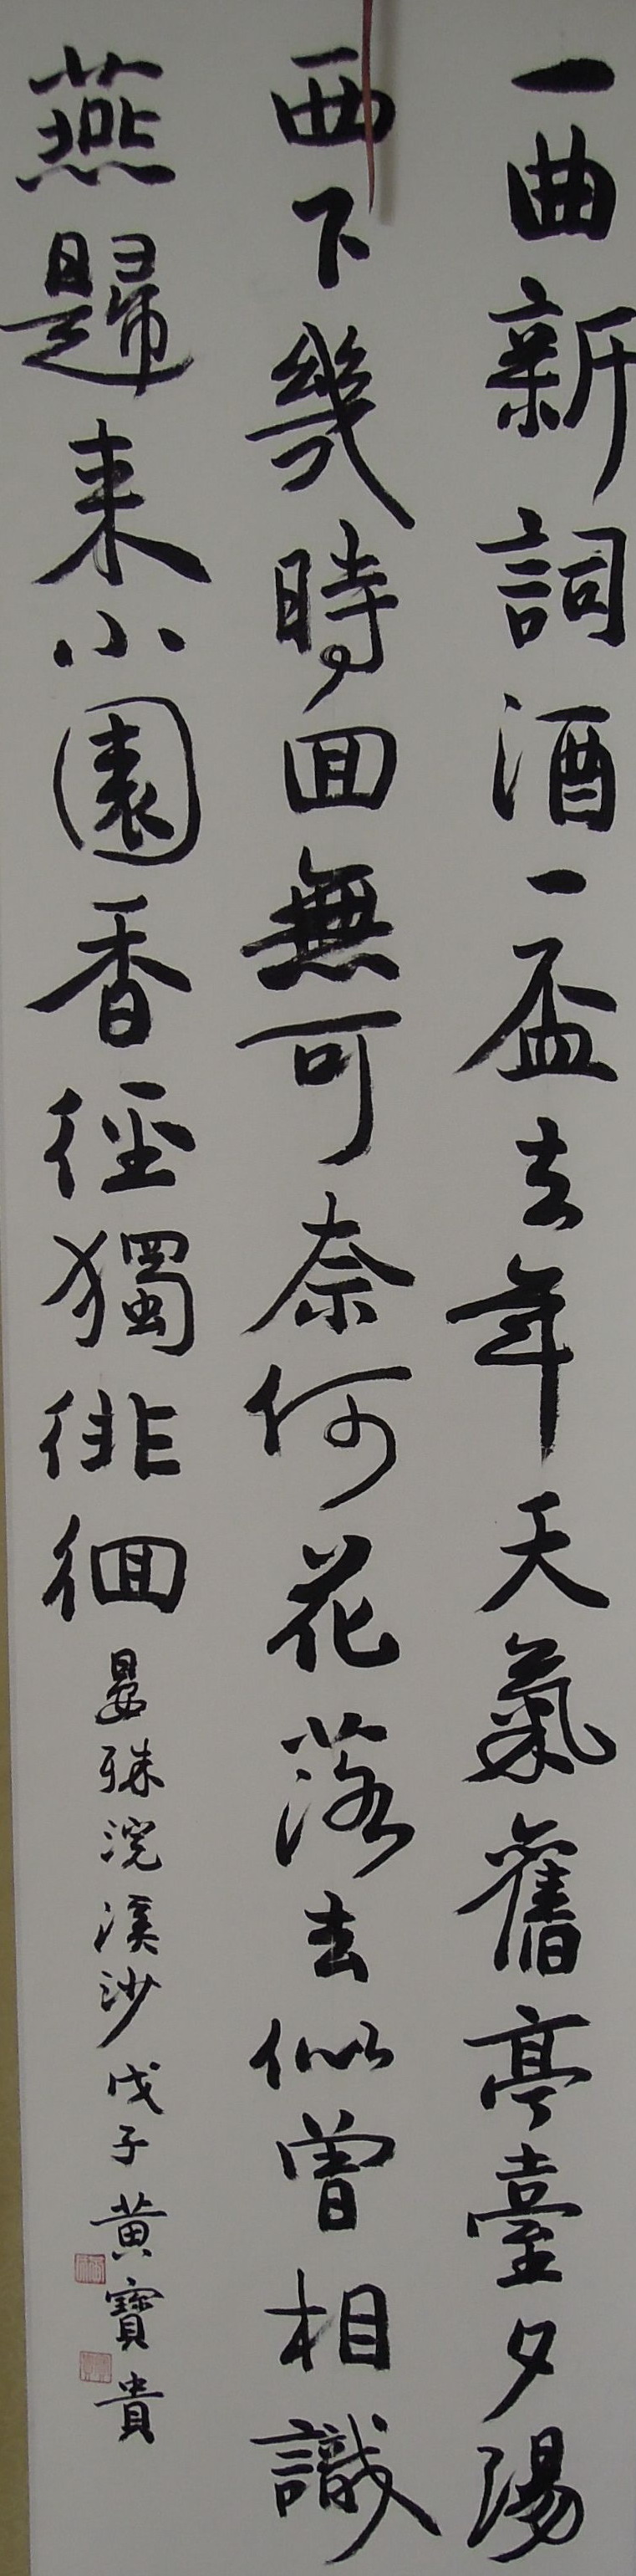 一曲新詞酒一盃去年天氣舊亭臺夕陽
西下幾時回無可奈何花落去似曾相識
燕歸来小園香徑獨徘徊晏殊浣溪沙戊子黄寶貴